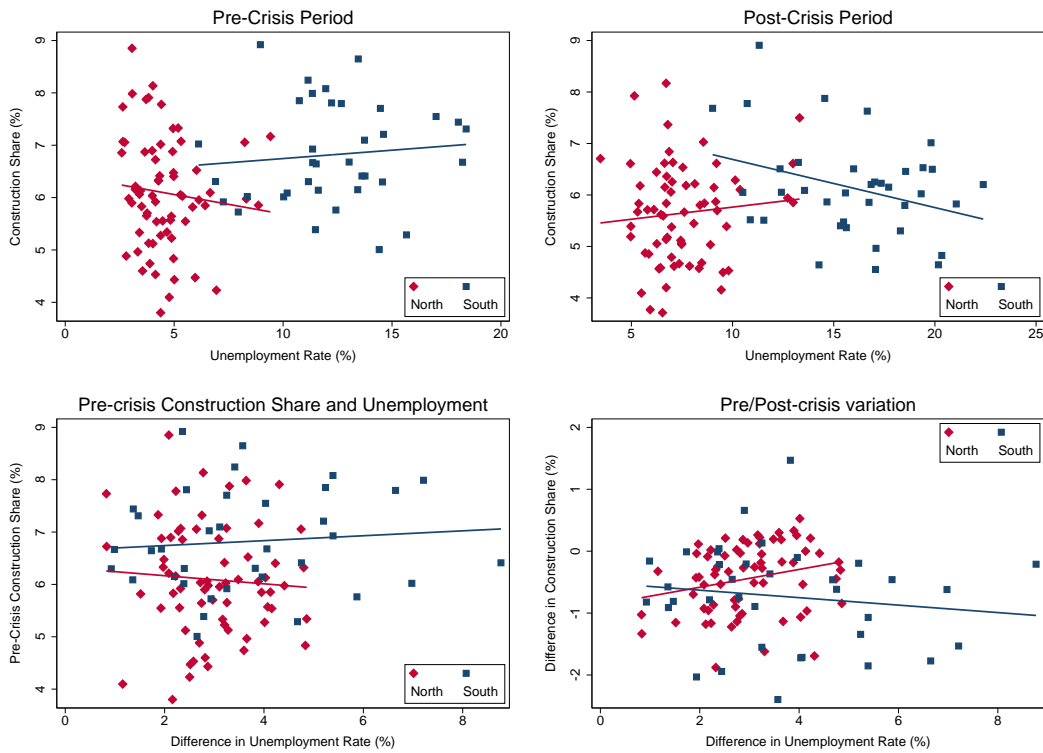 Pre-Crisis Period
Construction Share (%)
9
8
7
6
5
4
0 5 10 15 20
Unemployment Rate (%)
North South
Post-Crisis Period
Construction Share (%)
9
8
7
6
5
4
5 10 15 20 25
Unemployment Rate (%)
North South
Pre-crisis Construction Share and Unemployment
Pre-Crisis Construction Share (%)
9
8
7
6
5
4
0 2 4 6 8
Difference in Unemployment Rate (%)
North South
Pre/Post-crisis variation
Difference in Construction Share (%)
2
1
0
-1
-2
0 2 4 6 8
Difference in Unemployment Rate (%)
North South